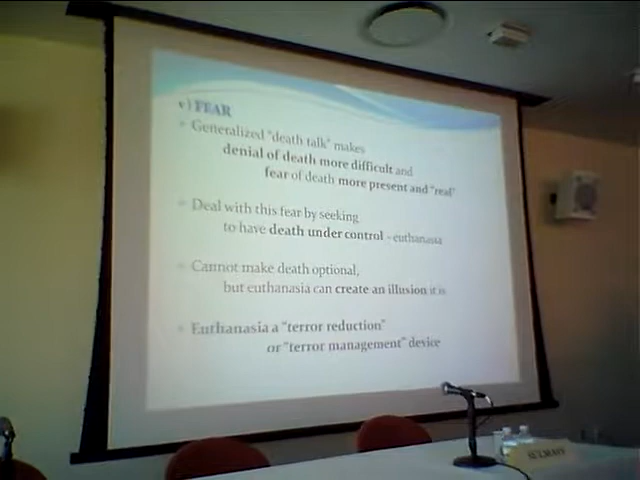 v) FEAR
Generalized "death talk" makes
denial of death more difficult and
fear of death more present and "real"
Deal with this fear by seeking
to have death under control - euthanasia
Cannot make death optional,
but euthanasia can create an illusion it is
Euthanasia a "terror reduction"
or "terror management" device